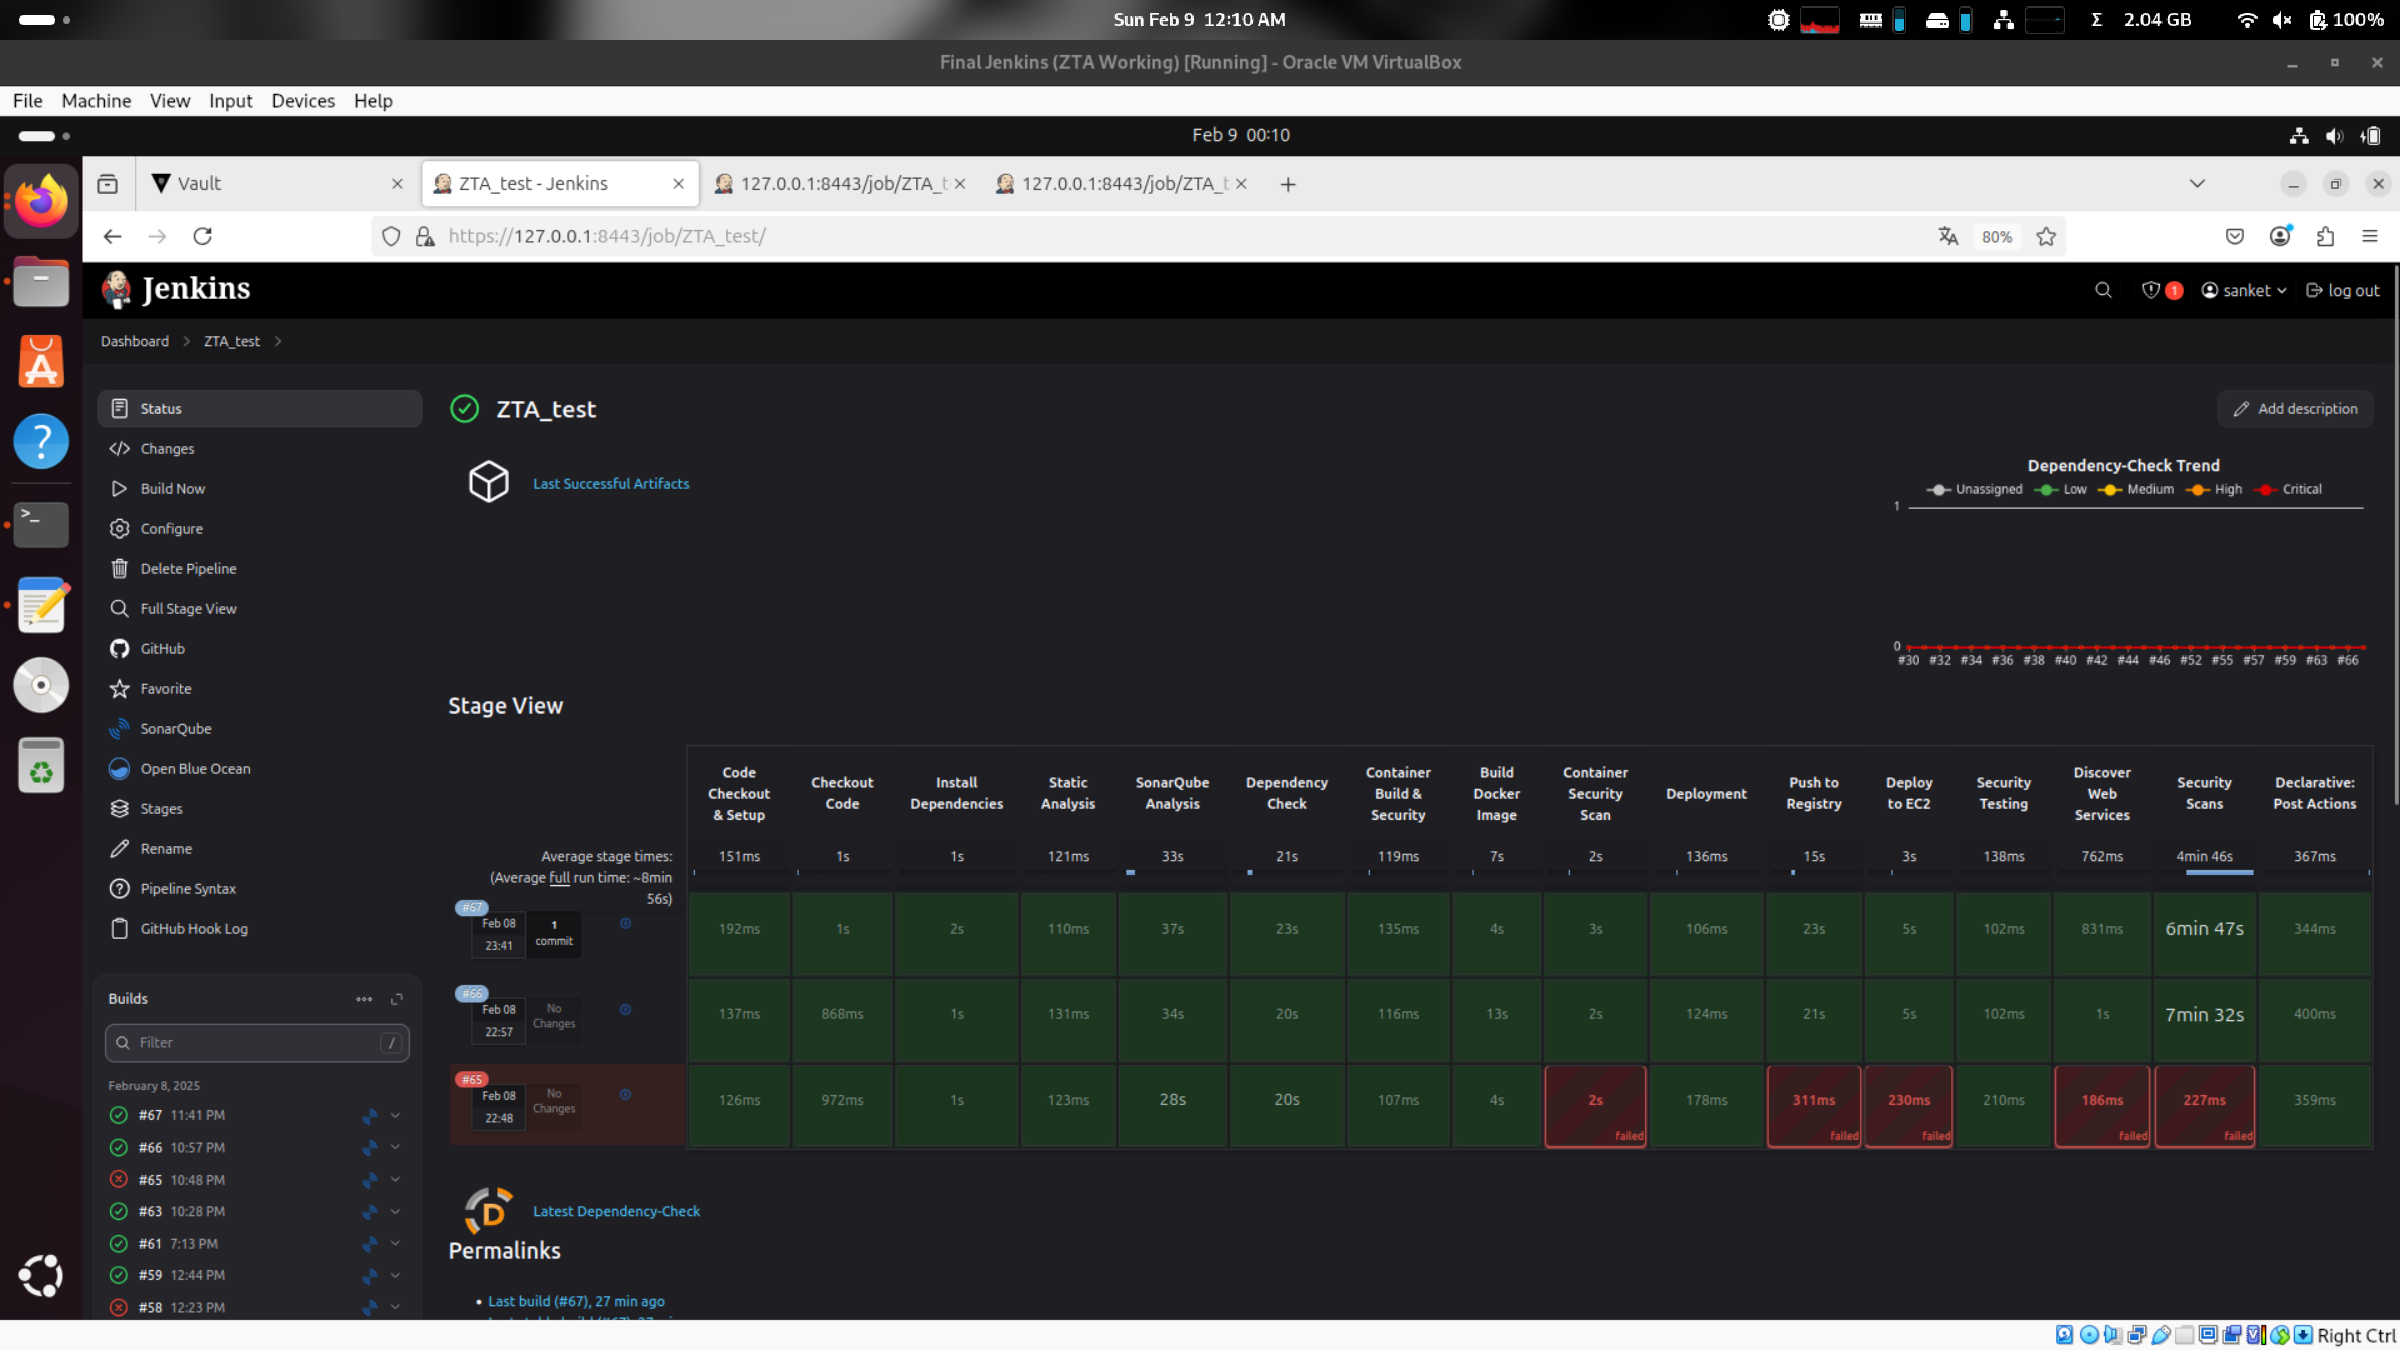 Sun Feb 9 12:10 AM
Σ 2.04 GB 100%
Final Jenkins (ZTA Working) [Running] - Oracle VM VirtualBox
File Machine View Input Devices Help
Feb 9 00:10
Vault
ZTA_test - Jenkins
127.0.0.1:8443/job/ZTA_t
127.0.0.1:8443/job/ZTA_t
https://127.0.0.1:8443/job/ZTA_test/
80%
Jenkins
1
sanket
log out
Dashboard > ZTA_test >
Status
Changes
Build Now
Configure
Delete Pipeline
Full Stage View
GitHub
Favorite
SonarQube
Open Blue Ocean
Stages
Rename
Pipeline Syntax
GitHub Hook Log
Builds
Filter /
February 8, 2025
#67 11:41 PM
#66 10:57 PM
#65 10:48 PM
#63 10:28 PM
#61 7:13 PM
#59 12:44 PM
#58 12:23 PM
ZTA_test
Add description
Last Successful Artifacts
Dependency-Check Trend
Unassigned Low Medium High Critical
1
0
#30 #32 #34 #36 #38 #40 #42 #44 #46 #52 #55 #57 #59 #63 #66
Stage View
Code Checkout & Setup
Checkout Code
Install Dependencies
Static Analysis
SonarQube Analysis
Dependency Check
Container Build & Security
Build Docker Image
Container Security Scan
Deployment
Push to Registry
Deploy to EC2
Security Testing
Discover Web Services
Security Scans
Declarative: Post Actions
Average stage times:
(Average full run time: ~8min
56s)
151ms 1s 1s 121ms 33s 21s 119ms 7s 2s 136ms 15s 3s 138ms 762ms 4min 46s 367ms
#67
Feb 08
23:41
1
commit
192ms 1s 2s 110ms 37s 23s 135ms 4s 3s 106ms 23s 5s 102ms 831ms 6min 47s 344ms
#66
Feb 08
22:57
No
Changes
137ms 868ms 1s 131ms 34s 20s 116ms 13s 2s 124ms 21s 5s 102ms 1s 7min 32s 400ms
#65
Feb 08
22:48
No
Changes
126ms 972ms 1s 123ms 28s 20s 107ms 4s 2s 178ms 311ms 230ms 210ms 186ms 227ms 359ms
failed failed failed failed failed
Latest Dependency-Check
Permalinks
Last build (#67), 27 min ago
Right Ctrl